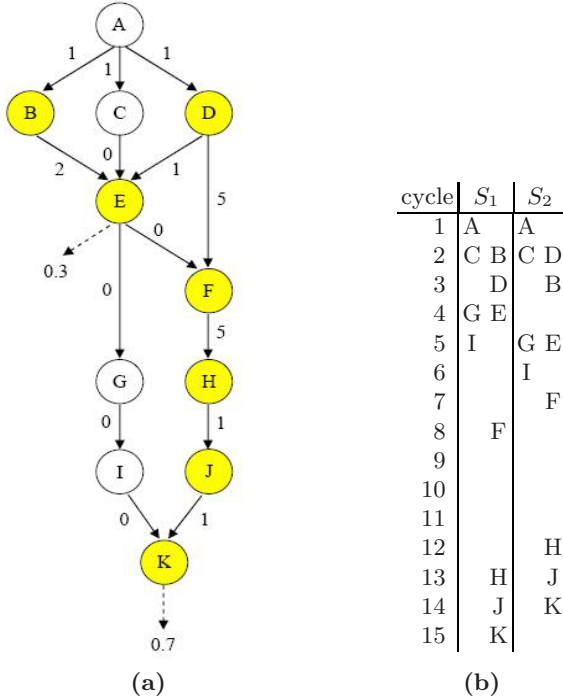 A
1 1 1
B C D
2 0 1
E 5
0.3 0 0
F
5
G H
0 1
I J
0 1
K
0.7
(a)
cycle S1 S2
1 A A
2 C B C D
3 D B
4 G E
5 I G E
6 I
7 F
8 F
9
10
11
12 H
13 H J
14 J K
15 K
(b)